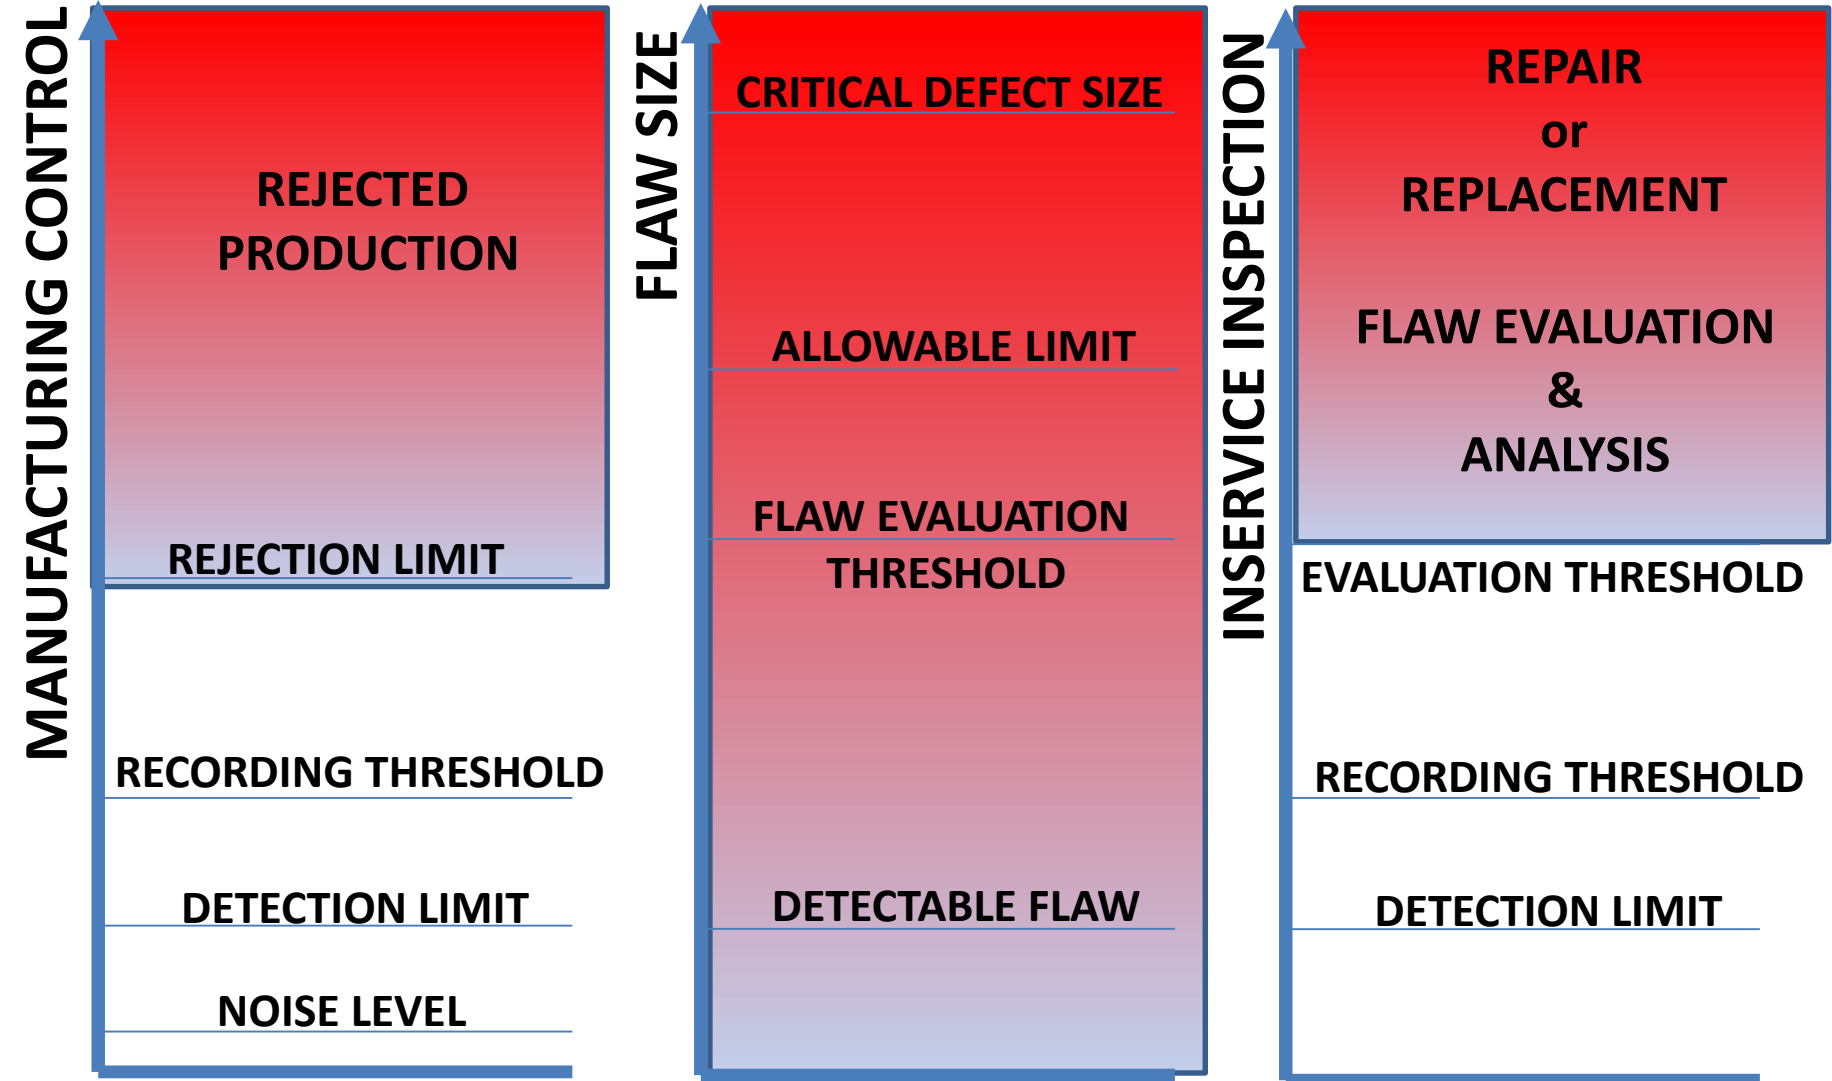 MANUFACTURING CONTROL
REJECTED
PRODUCTION
REJECTION LIMIT
RECORDING THRESHOLD
DETECTION LIMIT
NOISE LEVEL
FLAW SIZE
CRITICAL DEFECT SIZE
ALLOWABLE LIMIT
FLAW EVALUATION
THRESHOLD
DETECTABLE FLAW
INSERVICE INSPECTION
REPAIR
or
REPLACEMENT
FLAW EVALUATION
&
ANALYSIS
EVALUATION THRESHOLD
RECORDING THRESHOLD
DETECTION LIMIT